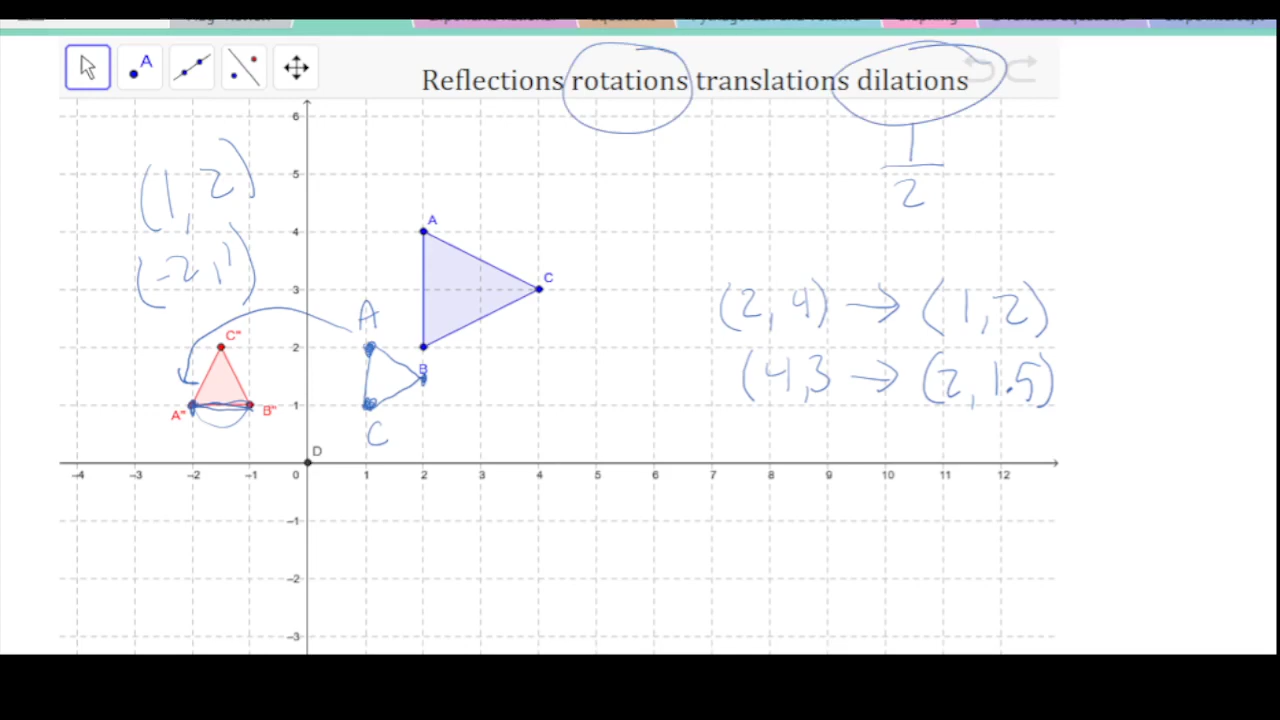 A
Reflections rotations translations dilations
1
2
(1, 2)
(-2, 1)
(2, 4) → (1, 2)
(4, 3 → (2, 1.5)
A
C
B
A
C
C"
A"
B"
D
6
5
4
3
2
1
-1
-2
-3
-4 -3 -2 -1 0 1 2 3 4 5 6 7 8 9 10 11 12